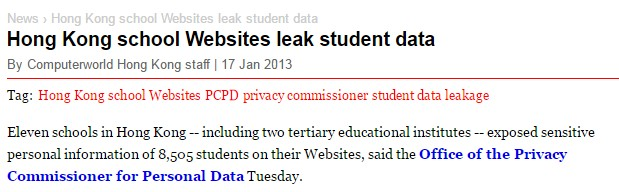 News › Hong Kong school Websites leak student data
Hong Kong school Websites leak student data
By Computerworld Hong Kong staff | 17 Jan 2013
Tag: Hong Kong school Websites PCPD privacy commissioner student data leakage
Eleven schools in Hong Kong -- including two tertiary educational institutes -- exposed sensitive
personal information of 8,505 students on their Websites, said the Office of the Privacy
Commissioner for Personal Data Tuesday.